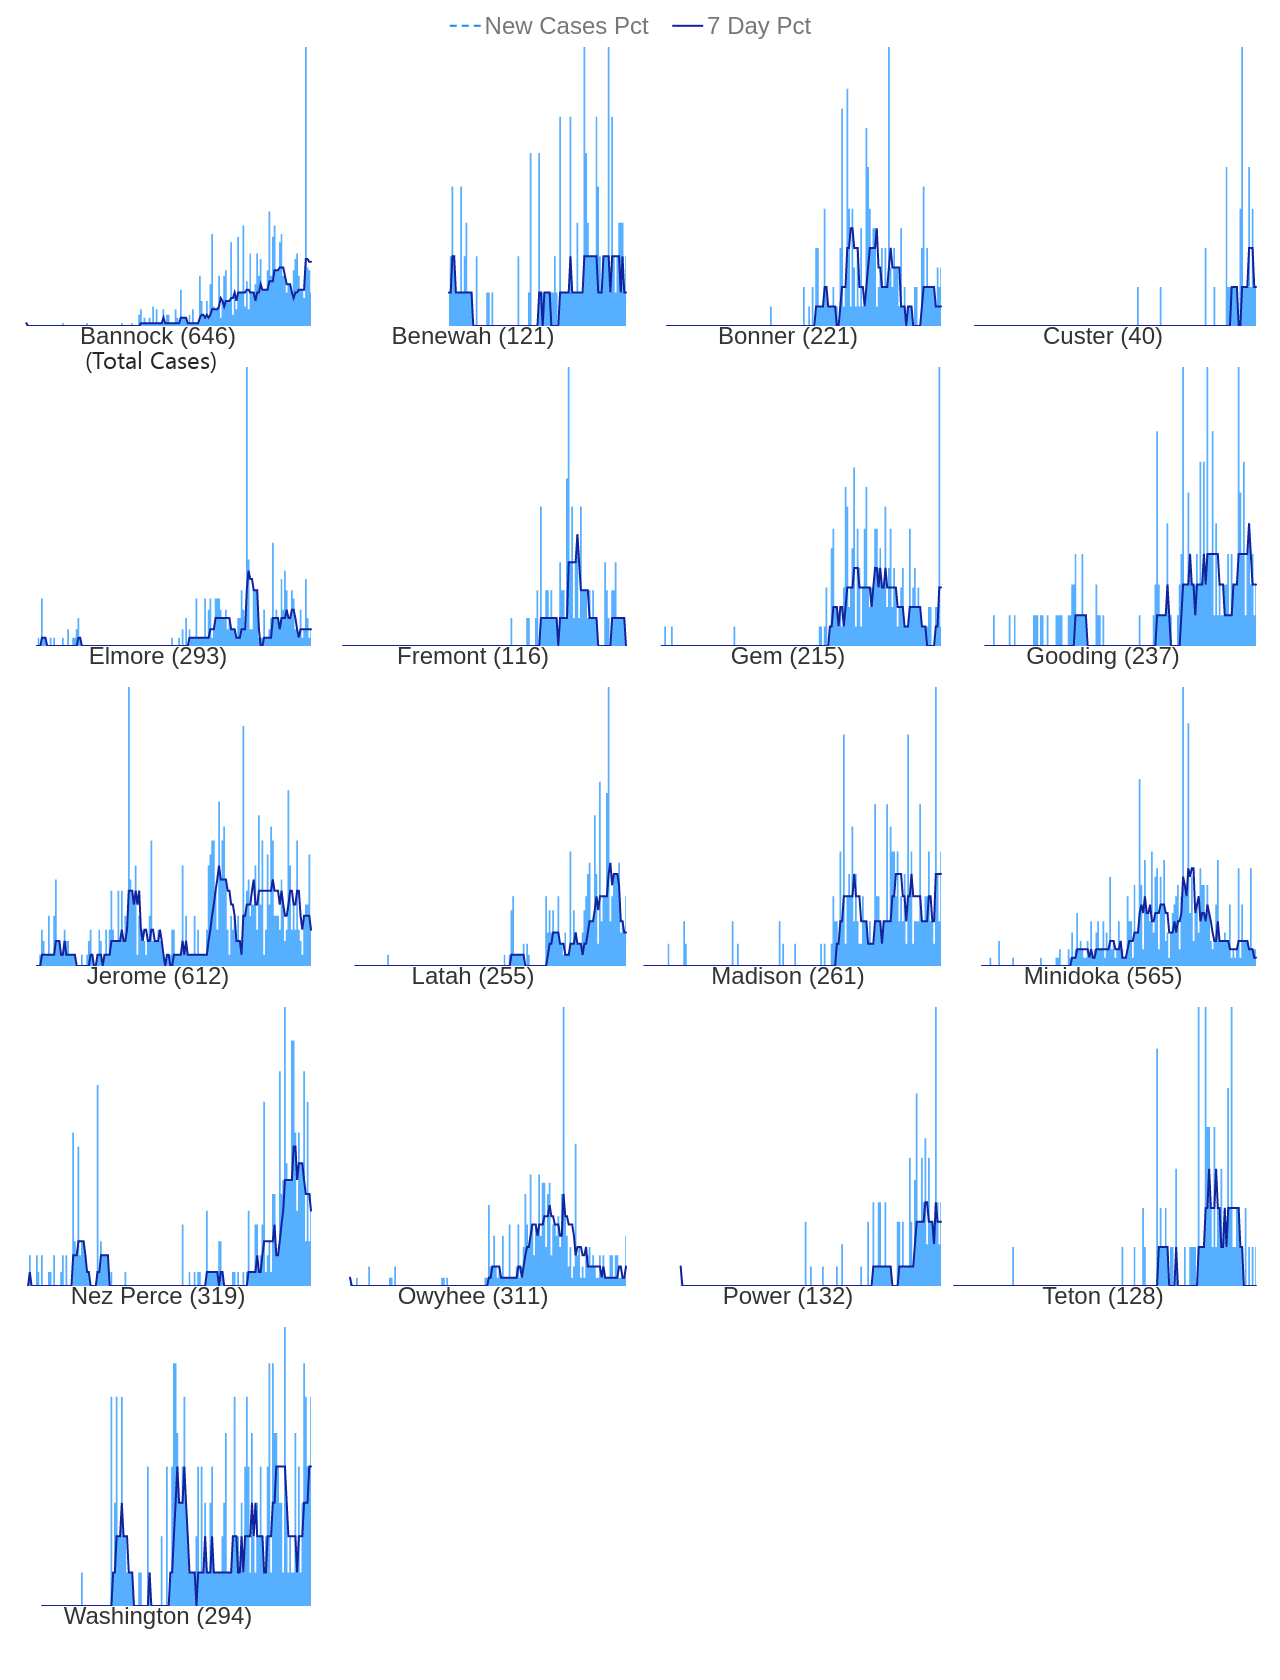 New Cases Pct 7 Day Pct
Bannock (646) Benewah (121) Bonner (221) Custer (40)
(Total Cases)
Elmore (293) Fremont (116) Gem (215) Gooding (237)
Jerome (612) Latah (255) Madison (261) Minidoka (565)
Nez Perce (319) Owyhee (311) Power (132) Teton (128)
Washington (294)